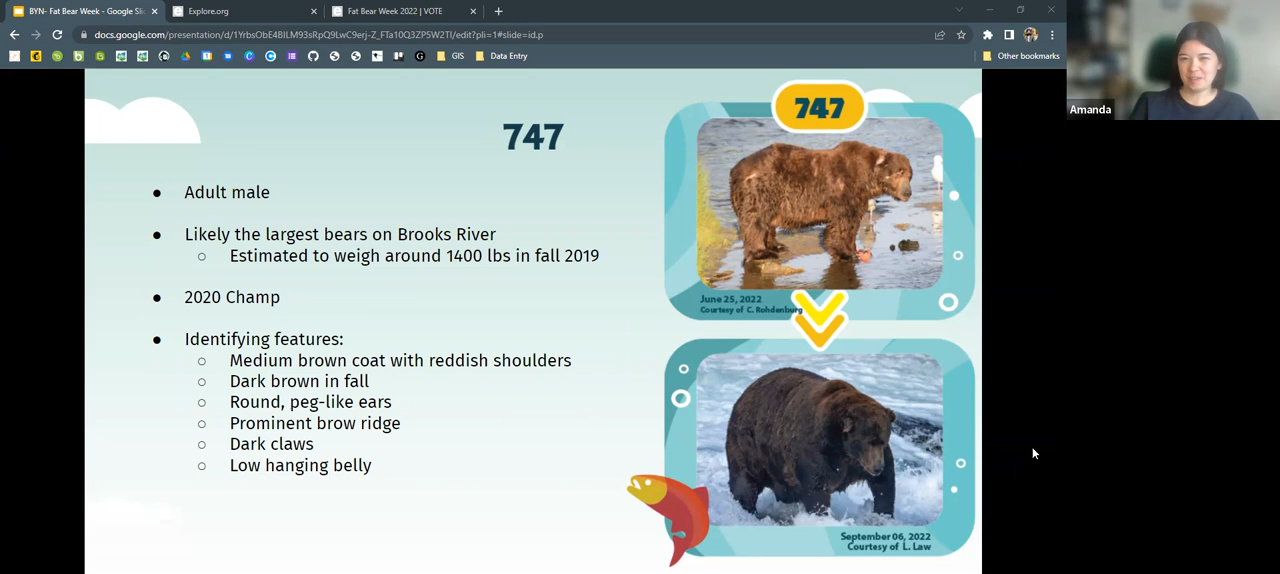 BYN- Fat Bear Week - Google Sli
Explore.org
Fat Bear Week 2022 | VOTE
docs.google.com/presentation/d/1YrbsObE4BILM93sRpQ9LwC9erj-Z_FTa10Q3ZP5W2TI/edit?pli=1#slide=id.p
GIS
Data Entry
Other bookmarks
Amanda
747
747
Adult male
Likely the largest bears on Brooks River
Estimated to weigh around 1400 lbs in fall 2019
2020 Champ
Identifying features:
Medium brown coat with reddish shoulders
Dark brown in fall
Round, peg-like ears
Prominent brow ridge
Dark claws
Low hanging belly
June 25, 2022
Courtesy of C. Rohdenburg
September 06, 2022
Courtesy of L. Law